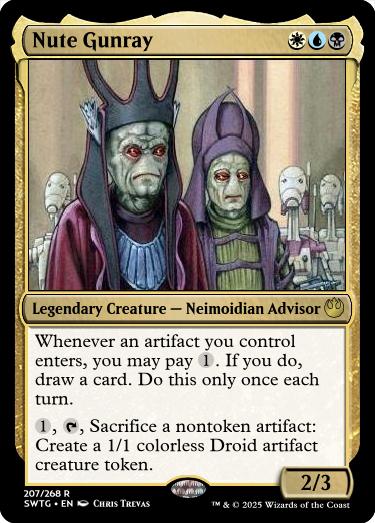 Nute Gunray
Legendary Creature — Neimoidian Advisor
Whenever an artifact you control
enters, you may pay 1. If you do,
draw a card. Do this only once each
turn.
1, , Sacrifice a nontoken artifact:
Create a 1/1 colorless Droid artifact
creature token.
2/3
207/268 R
SWTG • EN Chris Trevas
™ & © 2025 Wizards of the Coast